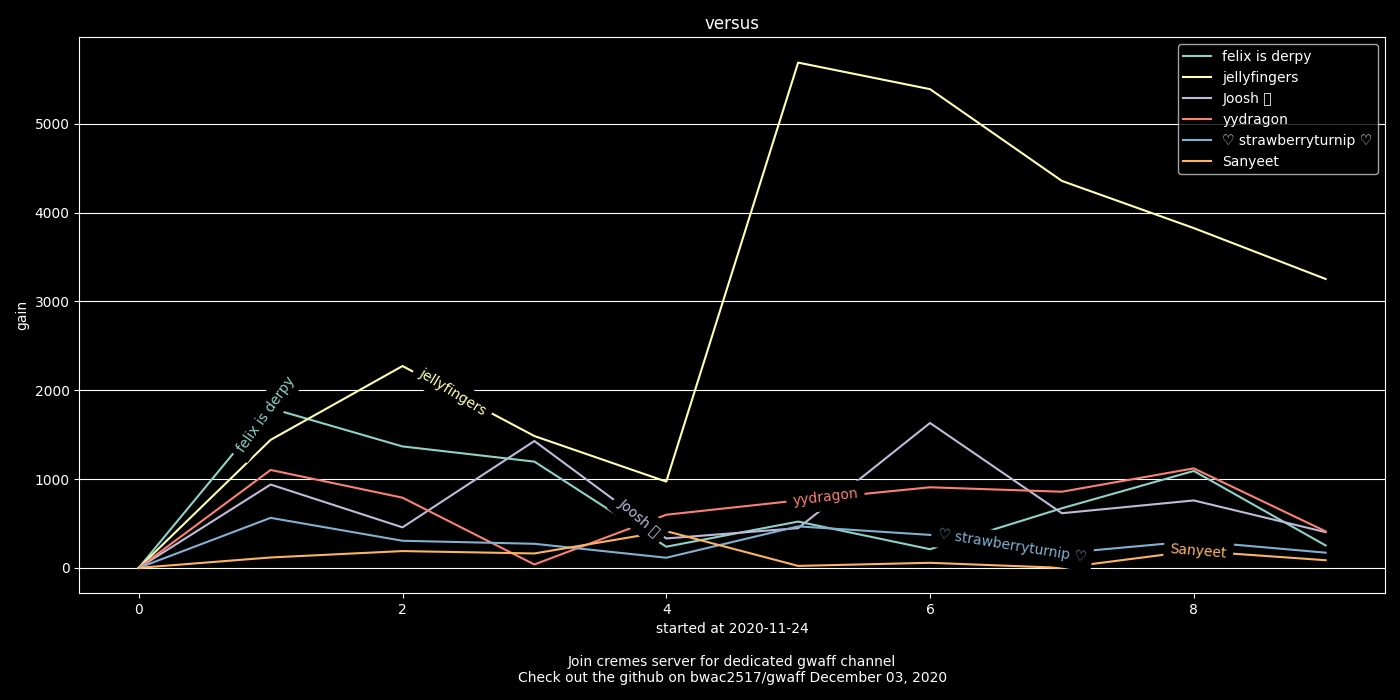 versus
felix is derpy
jellyfingers
Joosh
yydragon
♡ strawberryturnip ♡
Sanyeet
5000
4000
3000
2000
1000
0
gain
felix is derpy
jellyfingers
Joosh
yydragon
♡ strawberryturnip ♡
Sanyeet
0 2 4 6 8
started at 2020-11-24
Join cremes server for dedicated gwaff channel
Check out the github on bwac2517/gwaff December 03, 2020